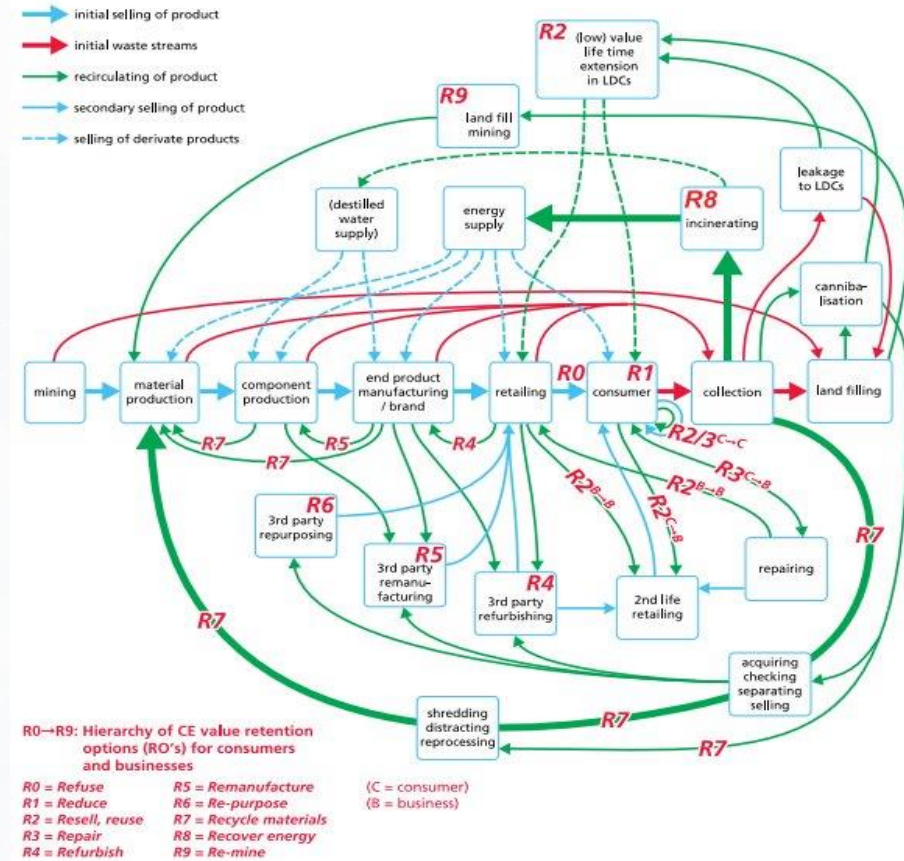 initial selling of product
initial waste streams
recirculating of product
secondary selling of product
selling of derivate products
R2 (low) value
life time
extension
in LDCs
R9
land fill
mining
leakage
to LDCs
(destilled
water
supply)
energy
supply
R8
incinerating
canniba-
lisation
mining
material
production
component
production
end product
manufacturing
/ brand
retailing
R0
R1
consumer
collection
land filling
R7
R7
R5
R4
R2/3 C→C
R3 C→B
R2 B→B
R2 B→B
R2 C→B
R6
3rd party
repurposing
R5
3rd party
remanu-
facturing
R4
3rd party
refurbishing
2nd life
retailing
repairing
R7
R7
acquiring
checking
separating
selling
shredding
distracting
reprocessing
R7
R7
R0→R9: Hierarchy of CE value retention
options (RO's) for consumers
and businesses
R0 = Refuse
R1 = Reduce
R2 = Resell, reuse
R3 = Repair
R4 = Refurbish
R5 = Remanufacture
R6 = Re-purpose
R7 = Recycle materials
R8 = Recover energy
R9 = Re-mine
(C = consumer)
(B = business)